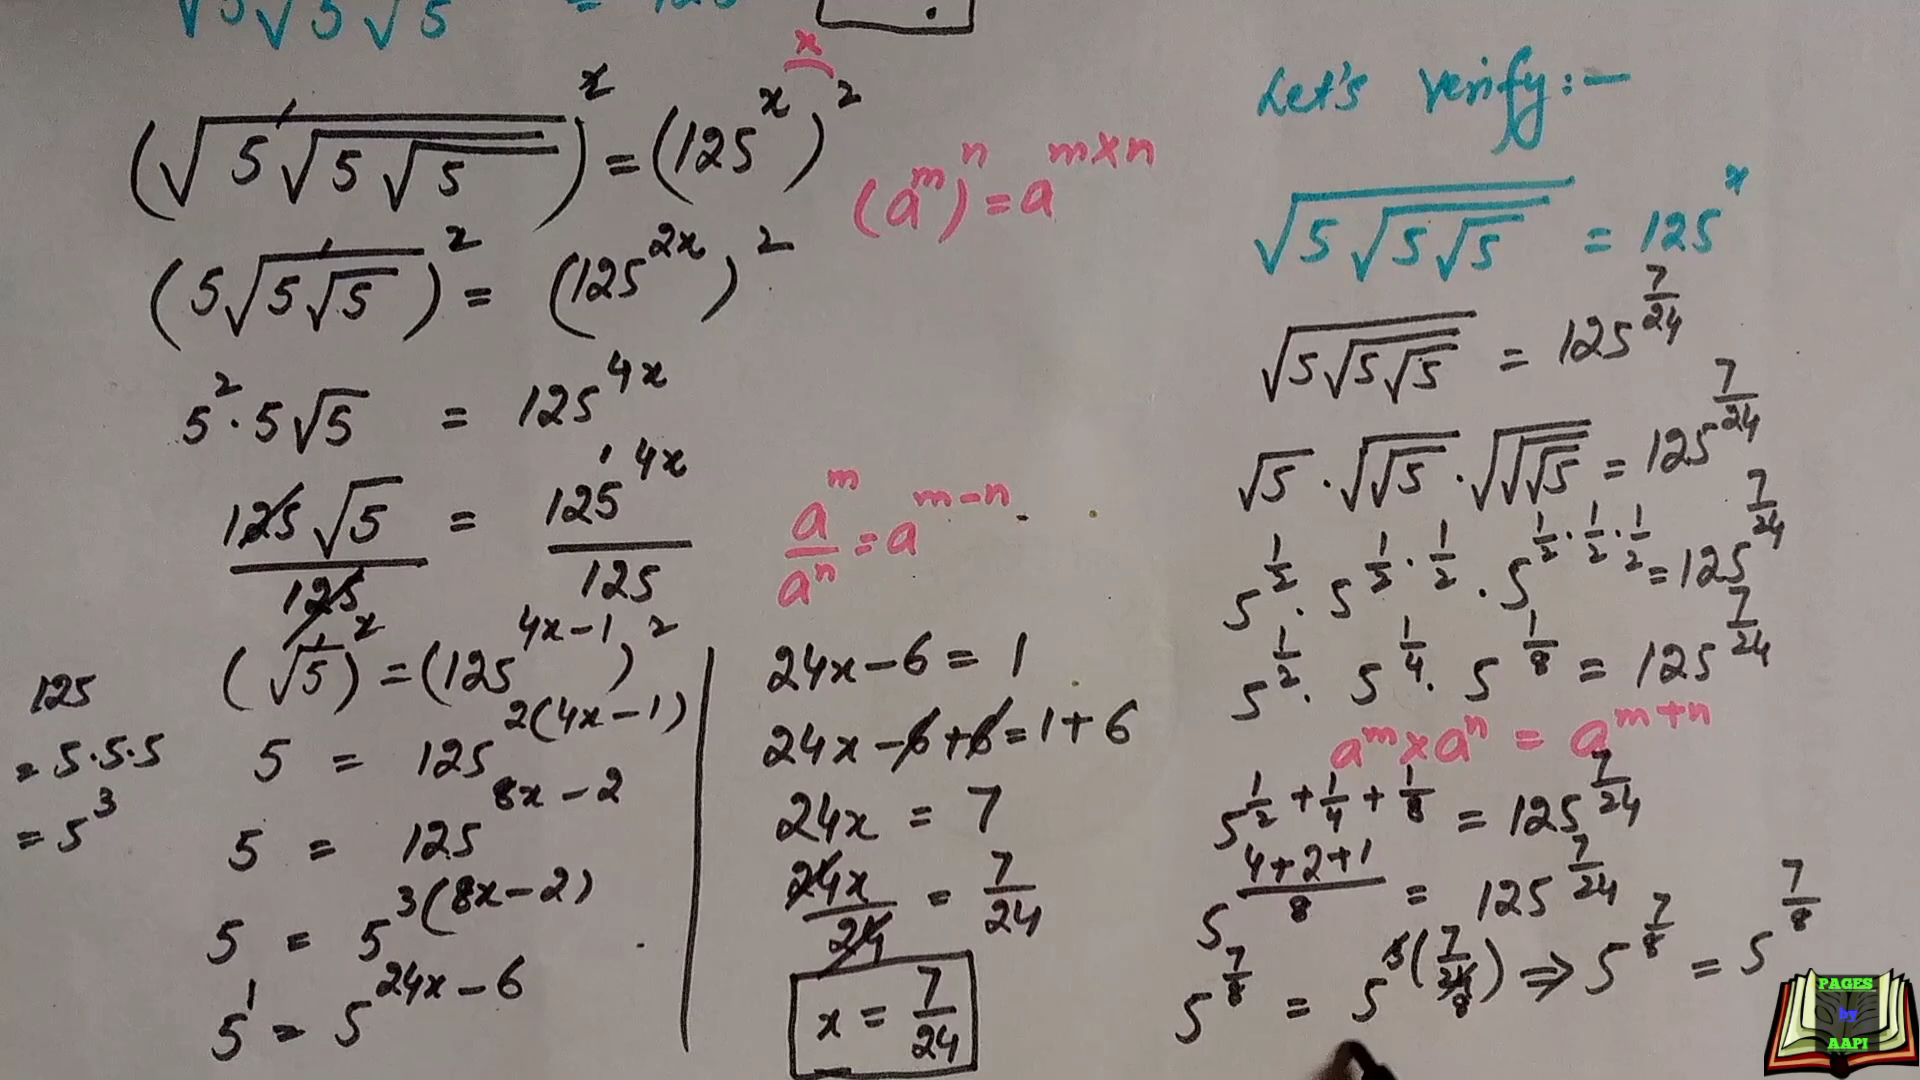 √5√5√5 = 125
(√5√5√5)² = (125^x)²
(5√5√5)² = (125^2x)²
5²·5√5 = 125^4x
125√5/125 = 125^4x/125
(√5)² = (125^4x-1)²
5 = 125^2(4x-1)
5 = 125^8x-2
5 = 5^3(8x-2)
5^1 = 5^24x-6
125
= 5·5·5
= 5³
(a^m)^n = a^m×n
a^m/a^n = a^m-n
24x-6 = 1
24x-6+6 = 1+6
24x = 7
24x/24 = 7/24
x = 7/24
Let's verify:-
√5√5√5 = 125^x
√5√5√5 = 125^7/24
√5·√√5·√√√5 = 125^7/24
5^1/2·5^1/2·1/2·5^1/2·1/2·1/2 = 125^7/24
5^1/2·5^1/4·5^1/8 = 125^7/24
a^m×a^n = a^m+n
5^1/2+1/4+1/8 = 125^7/24
5^4+2+1/8 = 125^7/24
5^7/8 = 5^3(7/24) 8 ⇒ 5^7/8 = 5^7/8
PAGES
by
AAPI